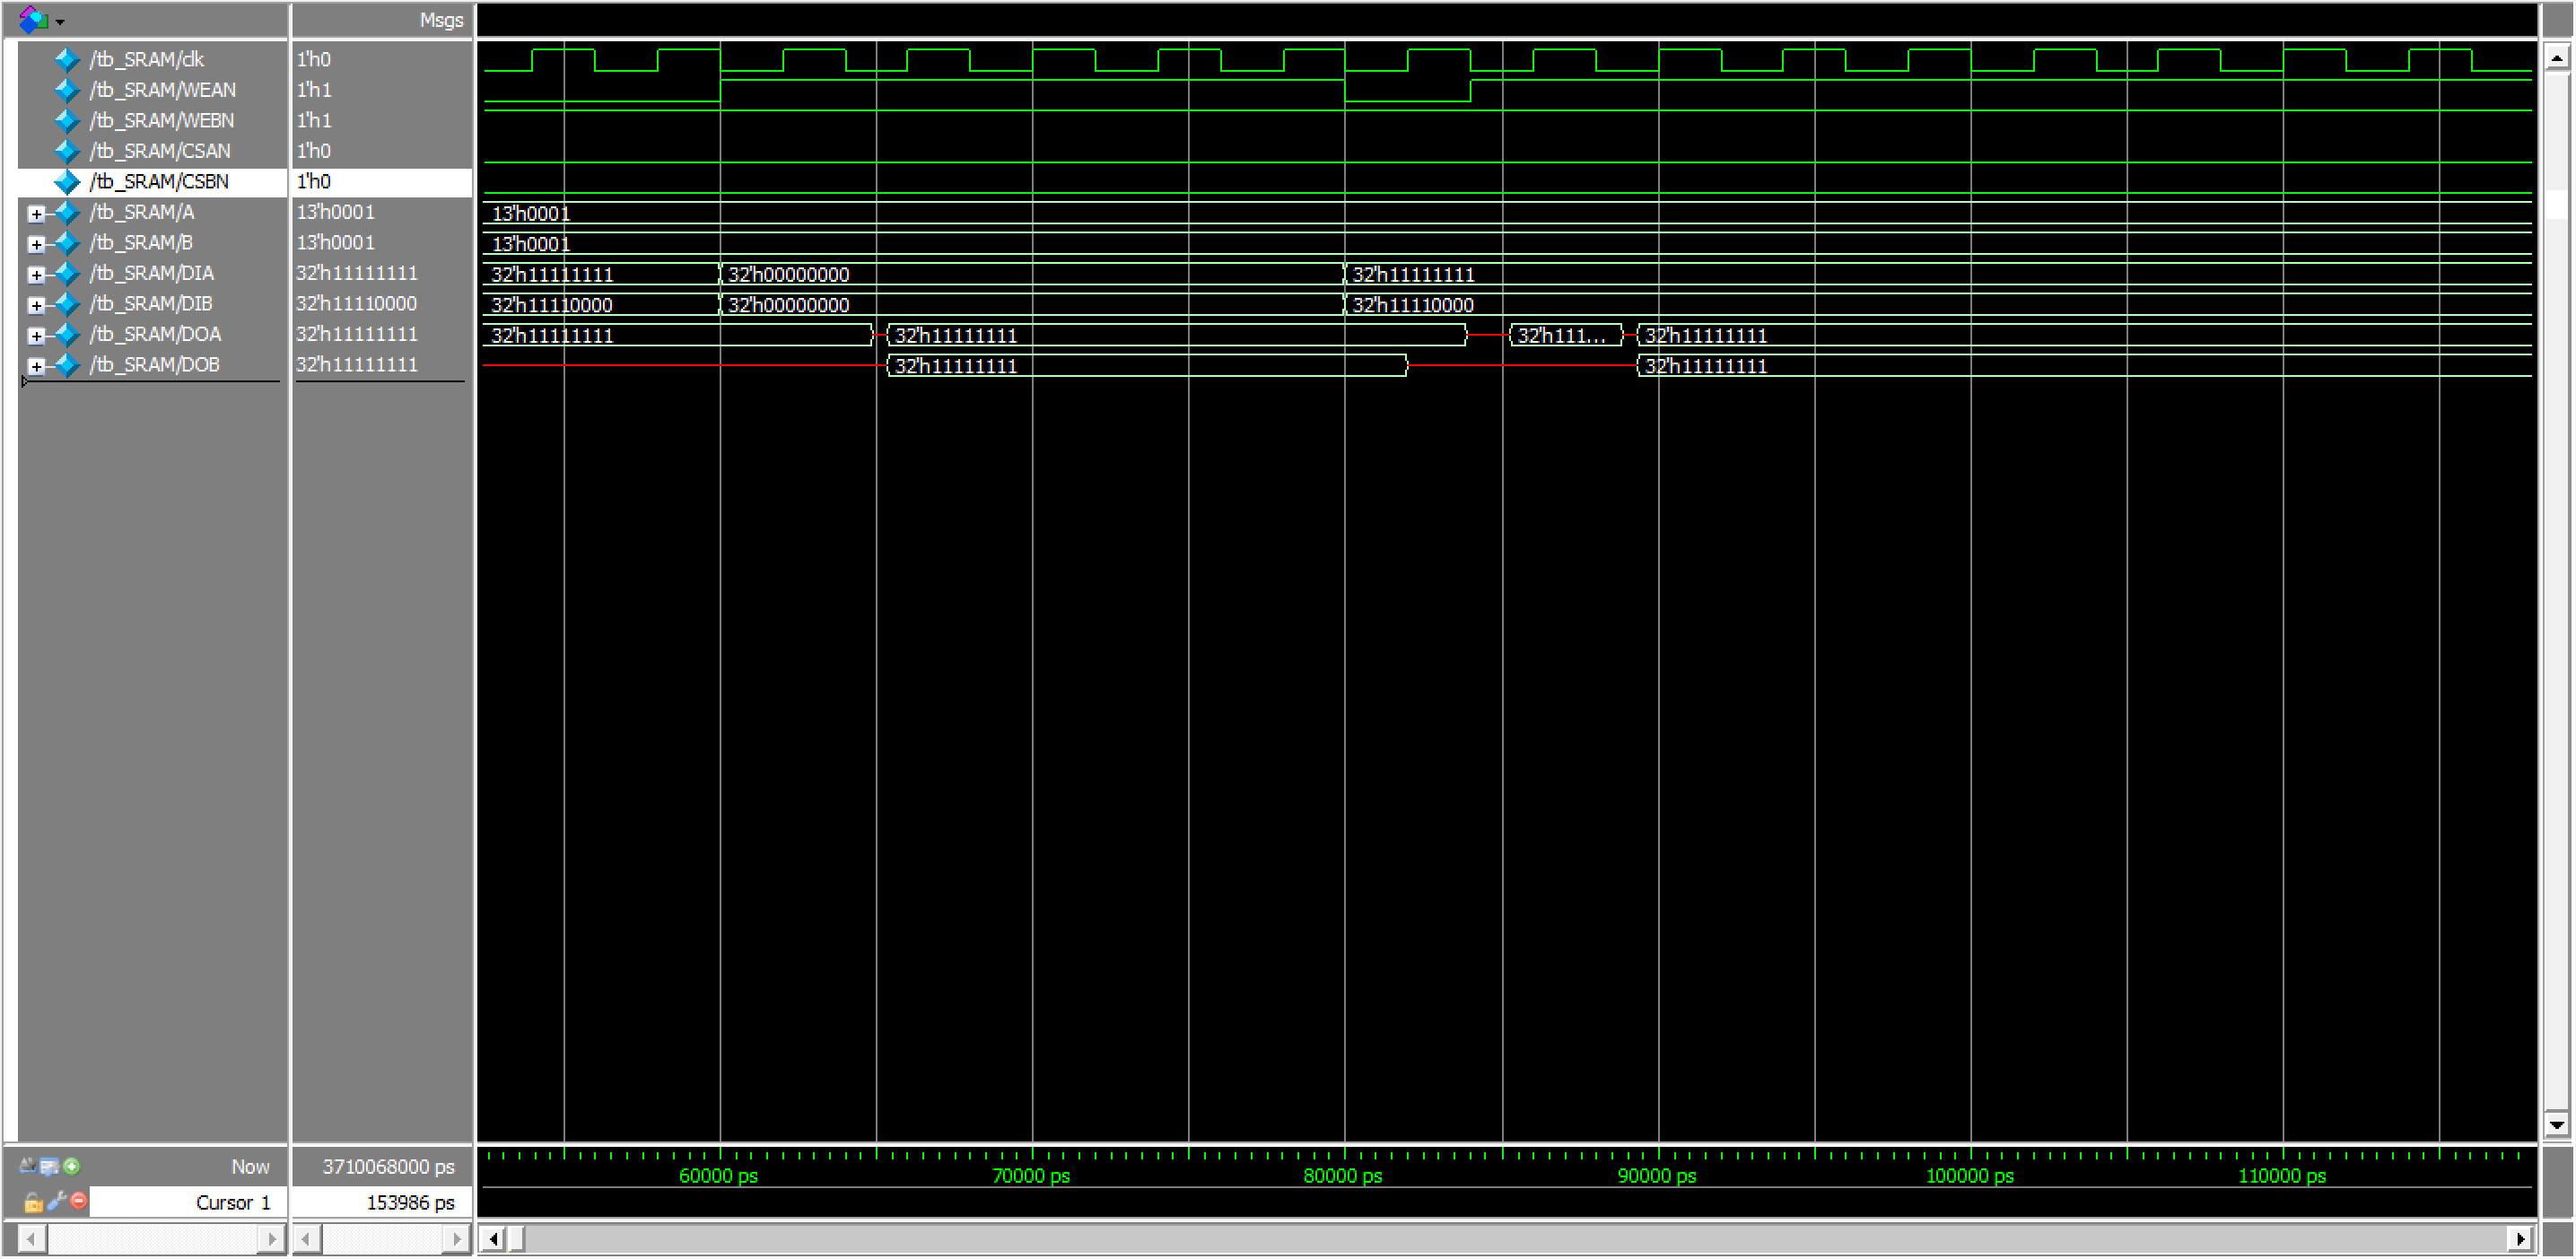 Msgs
/tb_SRAM/clk 1'h0
/tb_SRAM/WEAN 1'h1
/tb_SRAM/WEBN 1'h1
/tb_SRAM/CSAN 1'h0
/tb_SRAM/CSBN 1'h0
/tb_SRAM/A 13'h0001 13'h0001
/tb_SRAM/B 13'h0001 13'h0001
/tb_SRAM/DIA 32'h11111111 32'h11111111 32'h00000000 32'h11111111
/tb_SRAM/DIB 32'h11110000 32'h11110000 32'h00000000 32'h11110000
/tb_SRAM/DOA 32'h11111111 32'h11111111 32'h11111111 32'h111... 32'h11111111
/tb_SRAM/DOB 32'h11111111 32'h11111111 32'h11111111
Now 3710068000 ps 60000 ps 70000 ps 80000 ps 90000 ps 100000 ps 110000 ps
Cursor 1 153986 ps